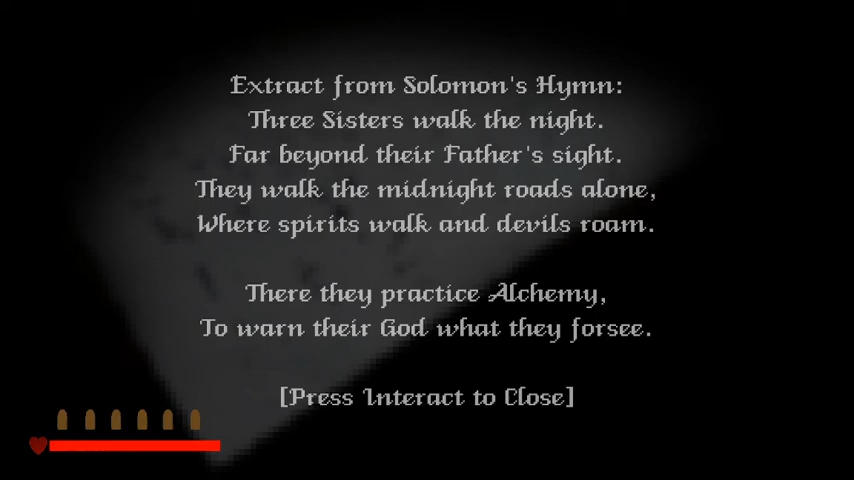 Extract from Solomon's Hymn:
Three Sisters walk the night.
Far beyond their Father's sight.
They walk the midnight roads alone,
Where spirits walk and devils roam.
There they practice Alchemy,
To warn their God what they forsee.
[Press Interact to Close]